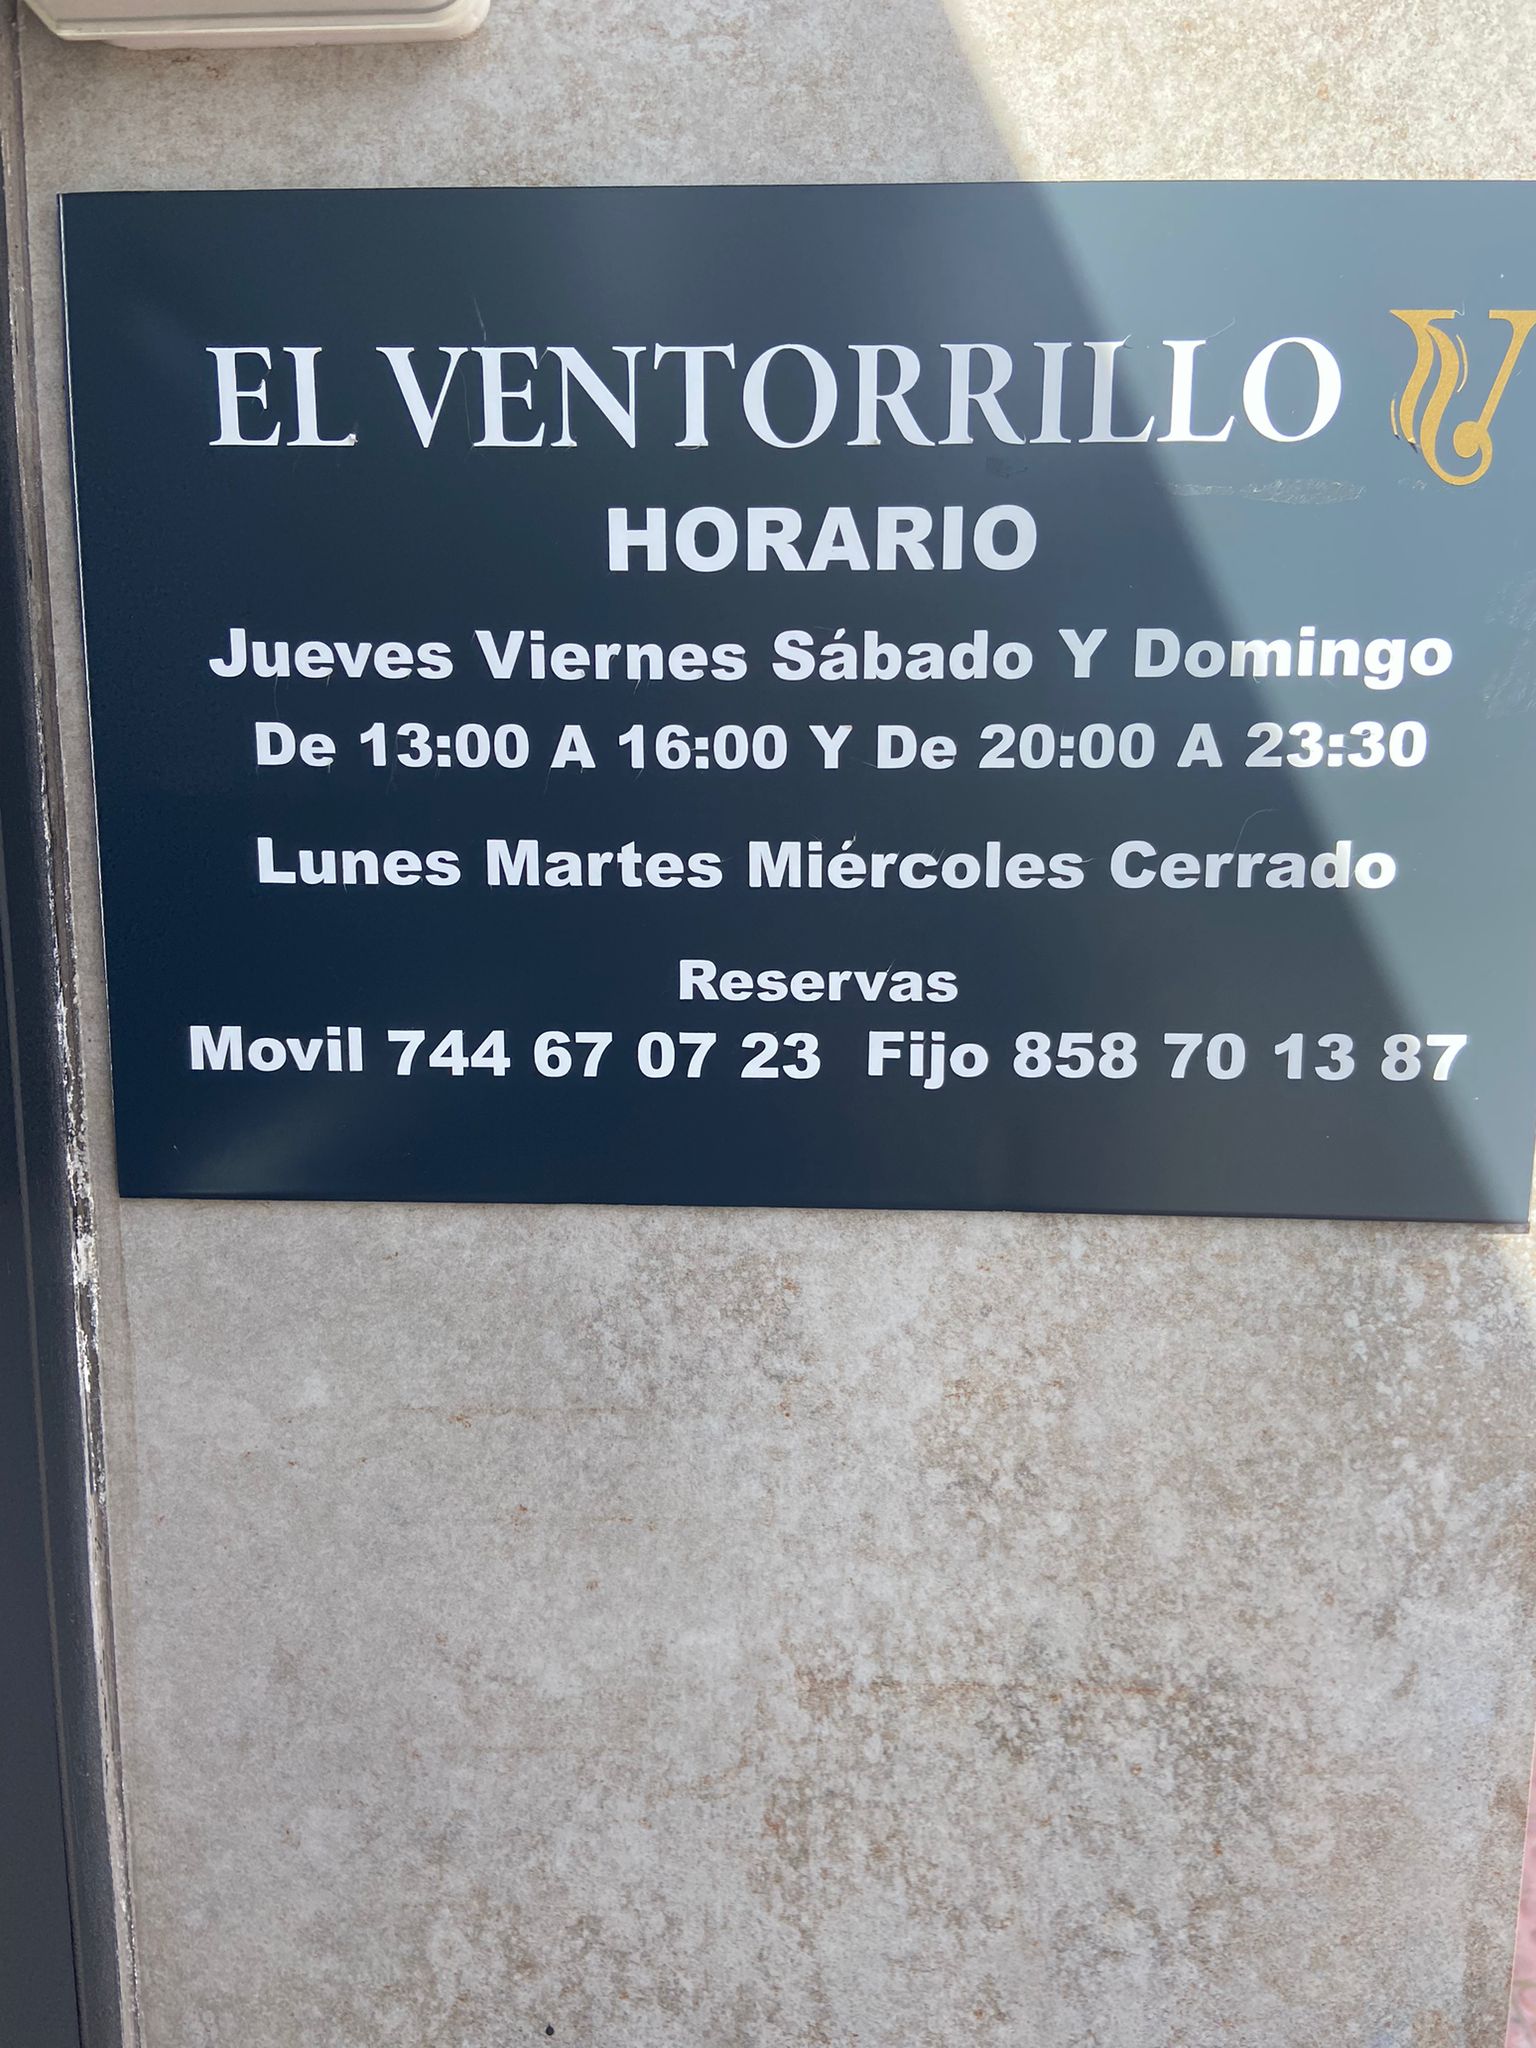 EL VENTORRILLO
HORARIO
Jueves Viernes Sábado Y Domingo
De 13:00 A 16:00 Y De 20:00 A 23:30
Lunes Martes Miércoles Cerrado
Reservas
Movil 744 67 07 23 Fijo 858 70 13 87